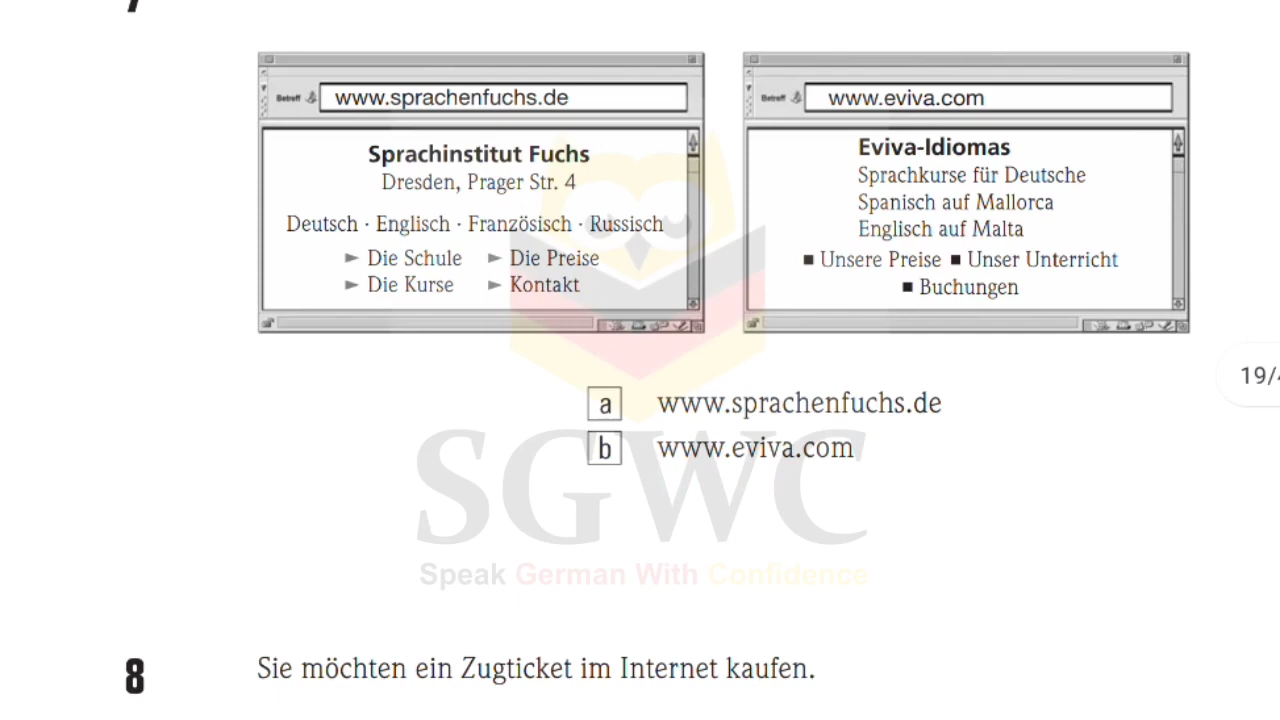 www.sprachenfuchs.de
Sprachinstitut Fuchs
Dresden, Prager Str. 4
Deutsch · Englisch · Französisch · Russisch
► Die Schule ► Die Preise
► Die Kurse ► Kontakt
Betreff
www.eviva.com
Eviva-Idiomas
Sprachkurse für Deutsche
Spanisch auf Mallorca
Englisch auf Malta
■ Unsere Preise ■ Unser Unterricht
■ Buchungen
Betreff
19/
a www.sprachenfuchs.de
b www.eviva.com
SGWC
Speak German With Confidence
8 Sie möchten ein Zugticket im Internet kaufen.